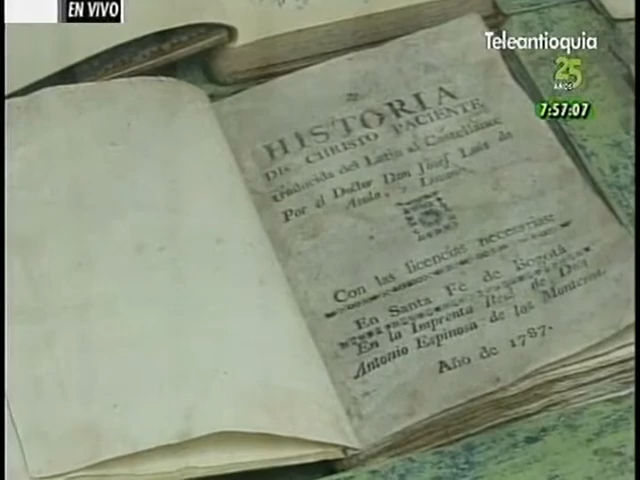 EN VIVO
Teleantioquia
25
AÑOS
7:57:07
HISTORIA
DE CHRISTO PACIENTE
traducida del Latin al Castellano
Por el Doctor Don Josef Luis de
Azula, y Lozano
Con las licencias necesarias:
En Santa Fe de Bogotá
En la Imprenta Real de Don
Antonio Espinosa de los Monteros.
Año de 1787.